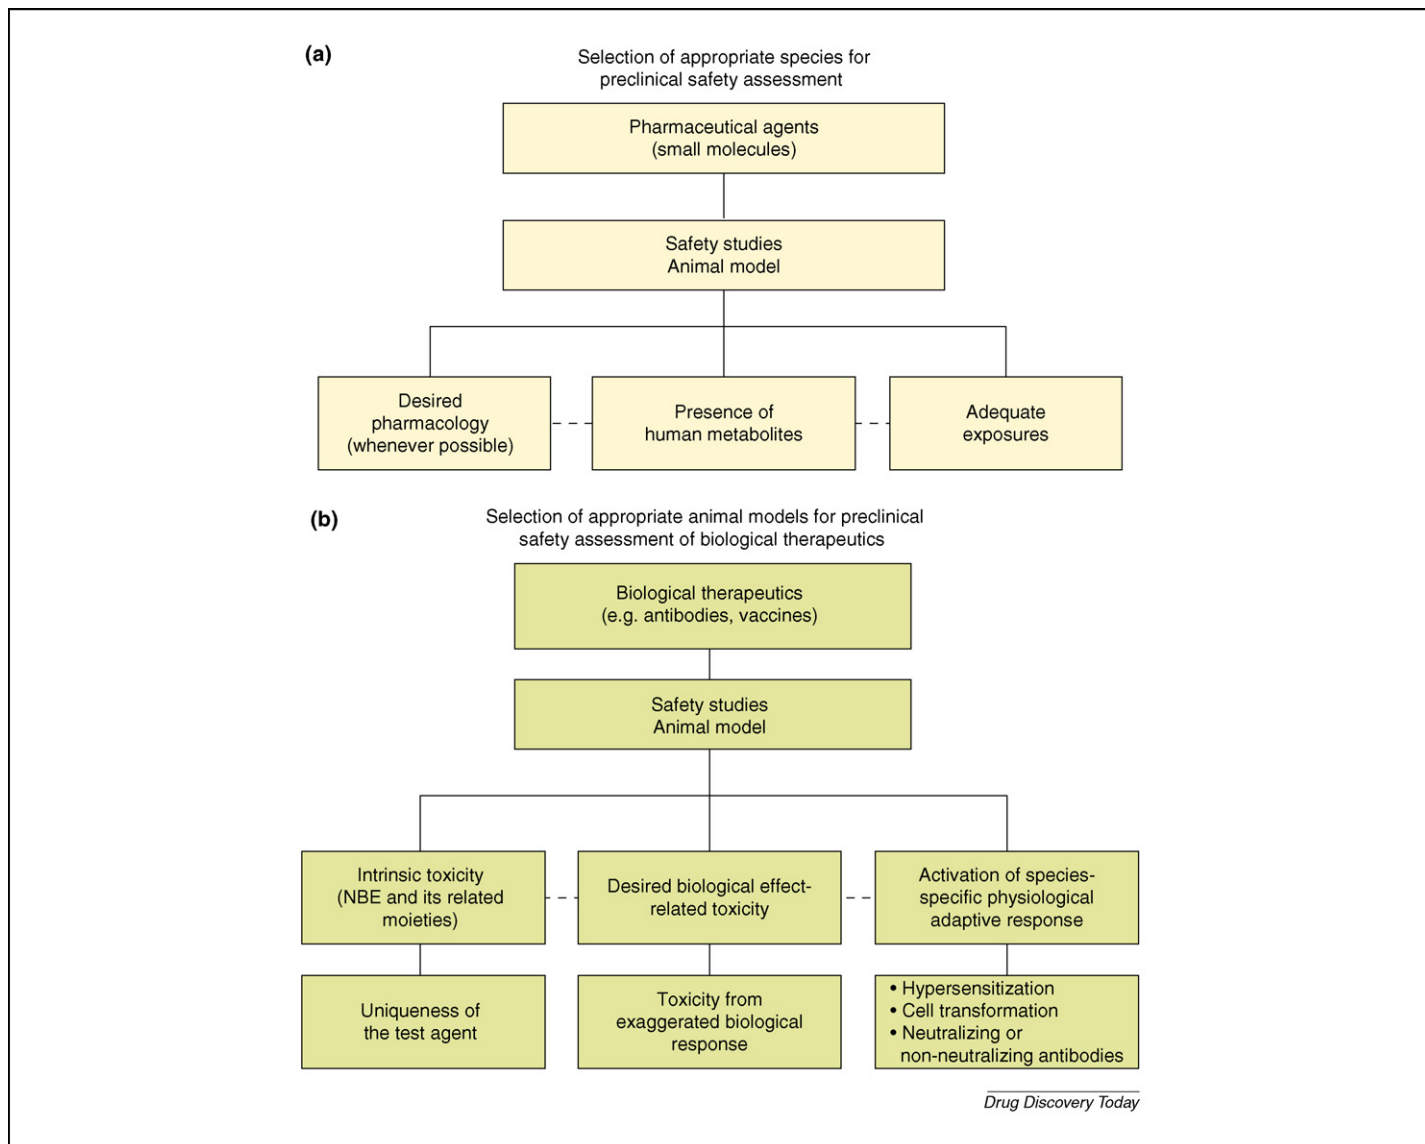 (a)
Selection of appropriate species for
preclinical safety assessment
Pharmaceutical agents
(small molecules)
Safety studies
Animal model
Desired
pharmacology
(whenever possible)
Presence of
human metabolites
Adequate
exposures
(b)
Selection of appropriate animal models for preclinical
safety assessment of biological therapeutics
Biological therapeutics
(e.g. antibodies, vaccines)
Safety studies
Animal model
Intrinsic toxicity
(NBE and its related
moieties)
Desired biological effect-
related toxicity
Activation of species-
specific physiological
adaptive response
Uniqueness of
the test agent
Toxicity from
exaggerated biological
response
• Hypersensitization
• Cell transformation
• Neutralizing or
non-neutralizing antibodies
Drug Discovery Today